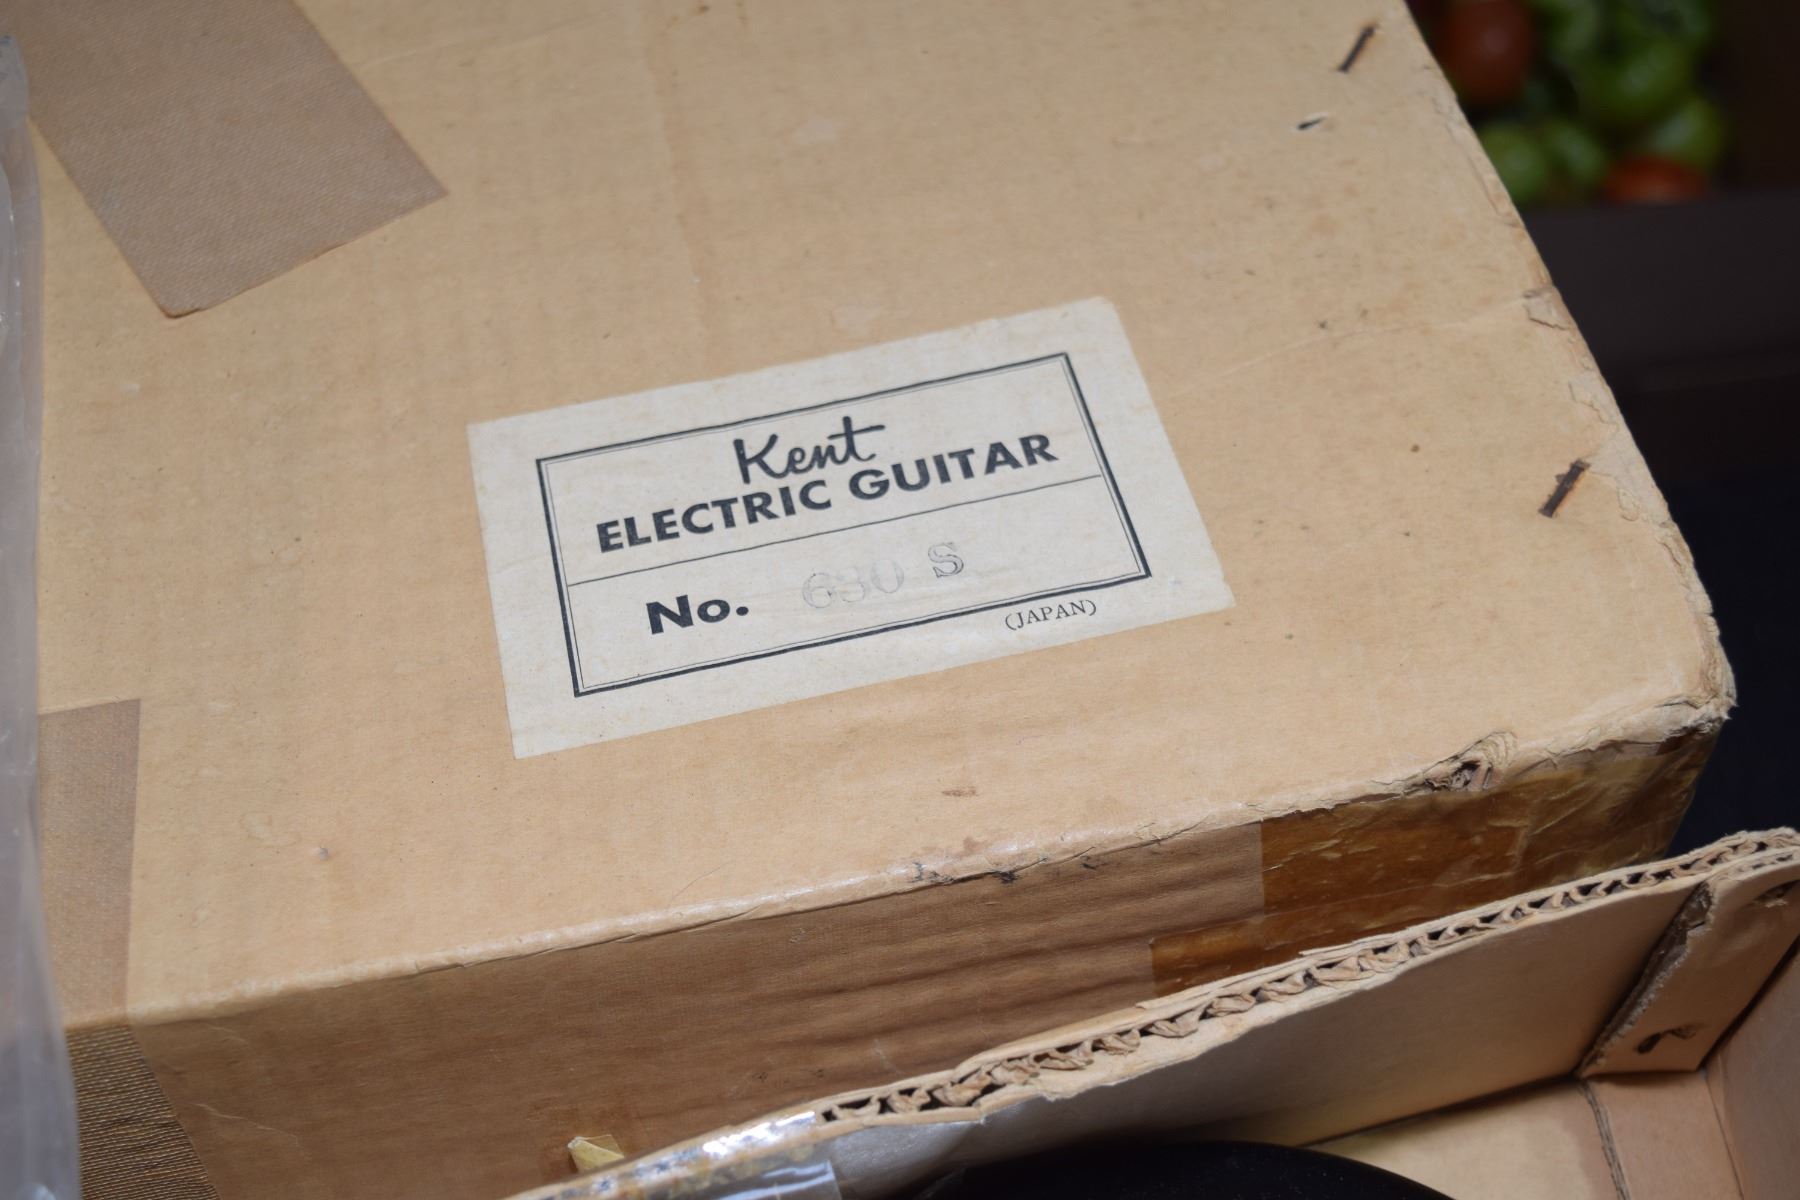 Kent
ELECTRIC GUITAR
No. 630 S
(JAPAN)